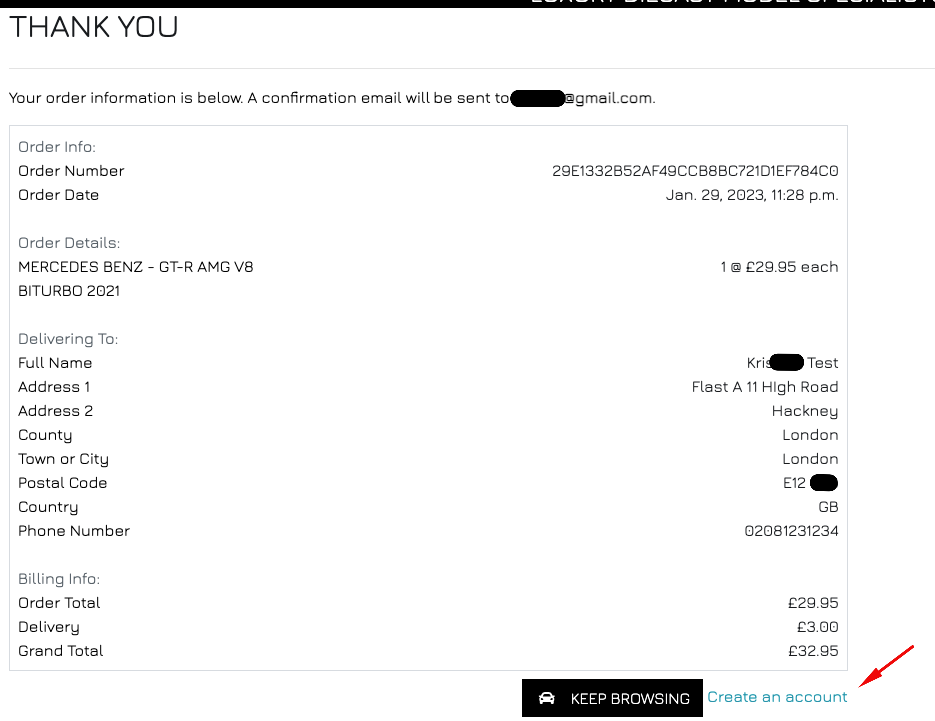 THANK YOU
Your order information is below. A confirmation email will be sent to @gmail.com.
Order Info:
Order Number 29E1332B52AF49CCB8BC721D1EF784C0
Order Date Jan. 29, 2023, 11:28 p.m.
Order Details:
MERCEDES BENZ - GT-R AMG V8 1 @ £29.95 each
BITURBO 2021
Delivering To:
Full Name Kris Test
Address 1 Flast A 11 HIgh Road
Address 2 Hackney
County London
Town or City London
Postal Code E12
Country GB
Phone Number 02081231234
Billing Info:
Order Total £29.95
Delivery £3.00
Grand Total £32.95
KEEP BROWSING Create an account